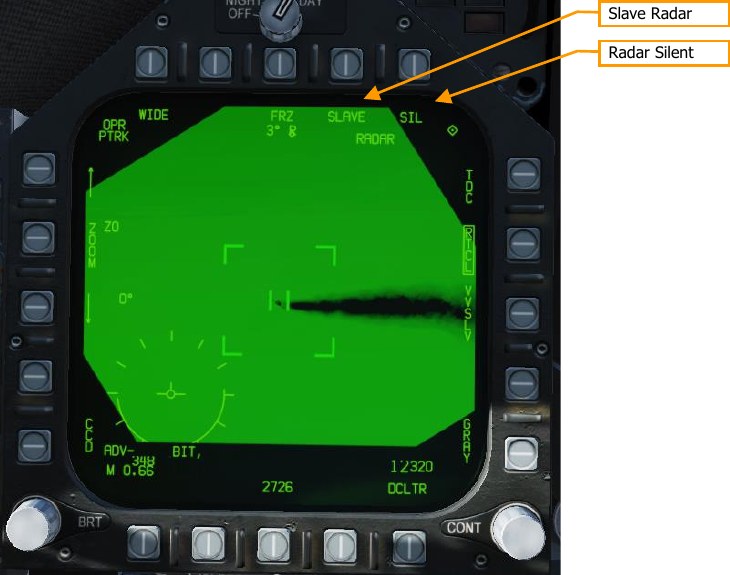 Slave Radar
Radar Silent
NIGHT DAY
OFF
WIDE FRZ SLAVE SIL
OPR 3° 8
PTRK RADAR
TDC
ZOOM Z0
RTCL
0°
VVSLV
CCD
GRAY
ADV- BIT,
348
M 0.66
12320
2726 DCLTR
BRT CONT